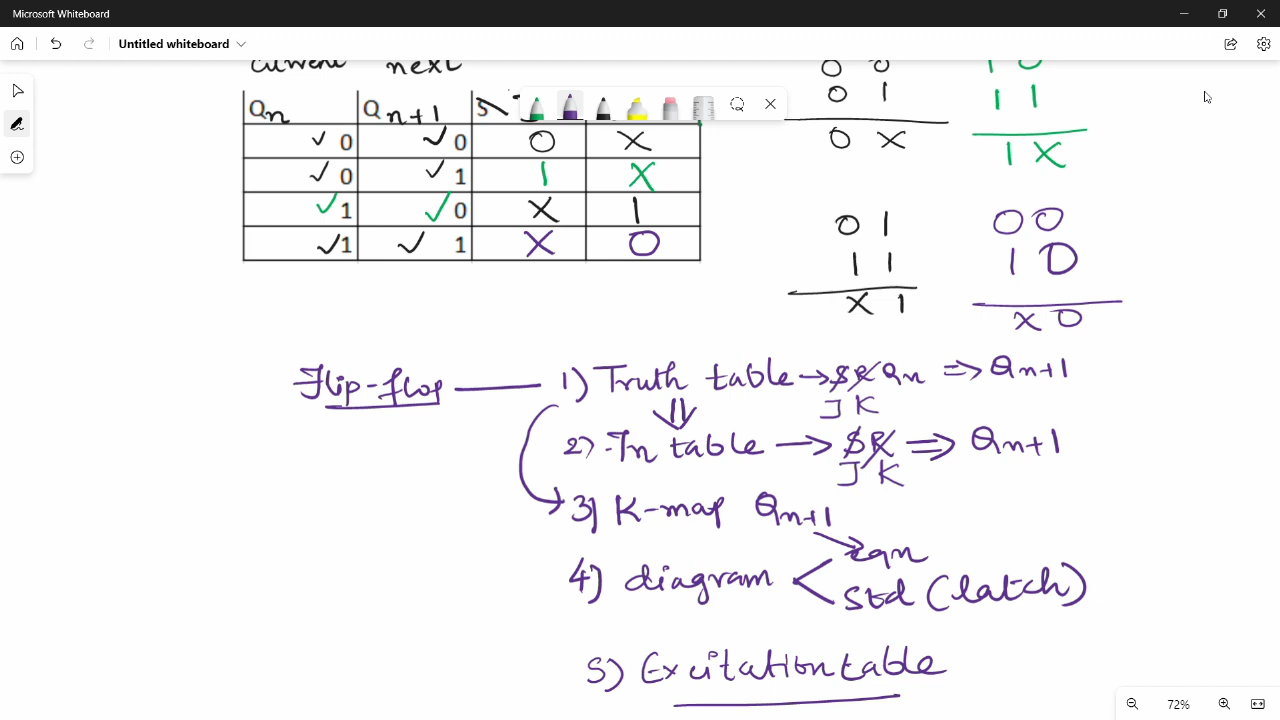 Microsoft Whiteboard
Untitled whiteboard
current next
Qn Qn+1 S
0 0 0 X
0 1 1 X
1 0 X 1
1 1 X 0
0 0
0 1
0 X
1 0
1 1
1 X
0 1
1 1
X 1
0 0
1 0
X 0
Flip-flop 1) Truth table → SR Qn ⇒ Qn+1
J K
2) Tn table → SR ⇒ Qn+1
J K
3) K-map Qn+1
eqn
4) diagram
std (latch)
5) Excitation table
72%